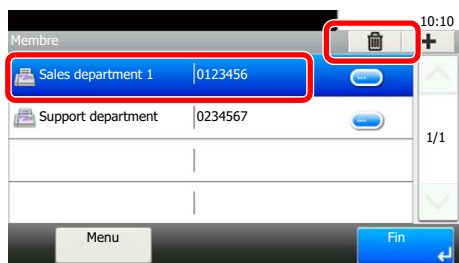 10:10
Membre
Sales department 1 0123456
Support department 0234567
1/1
Menu Fin